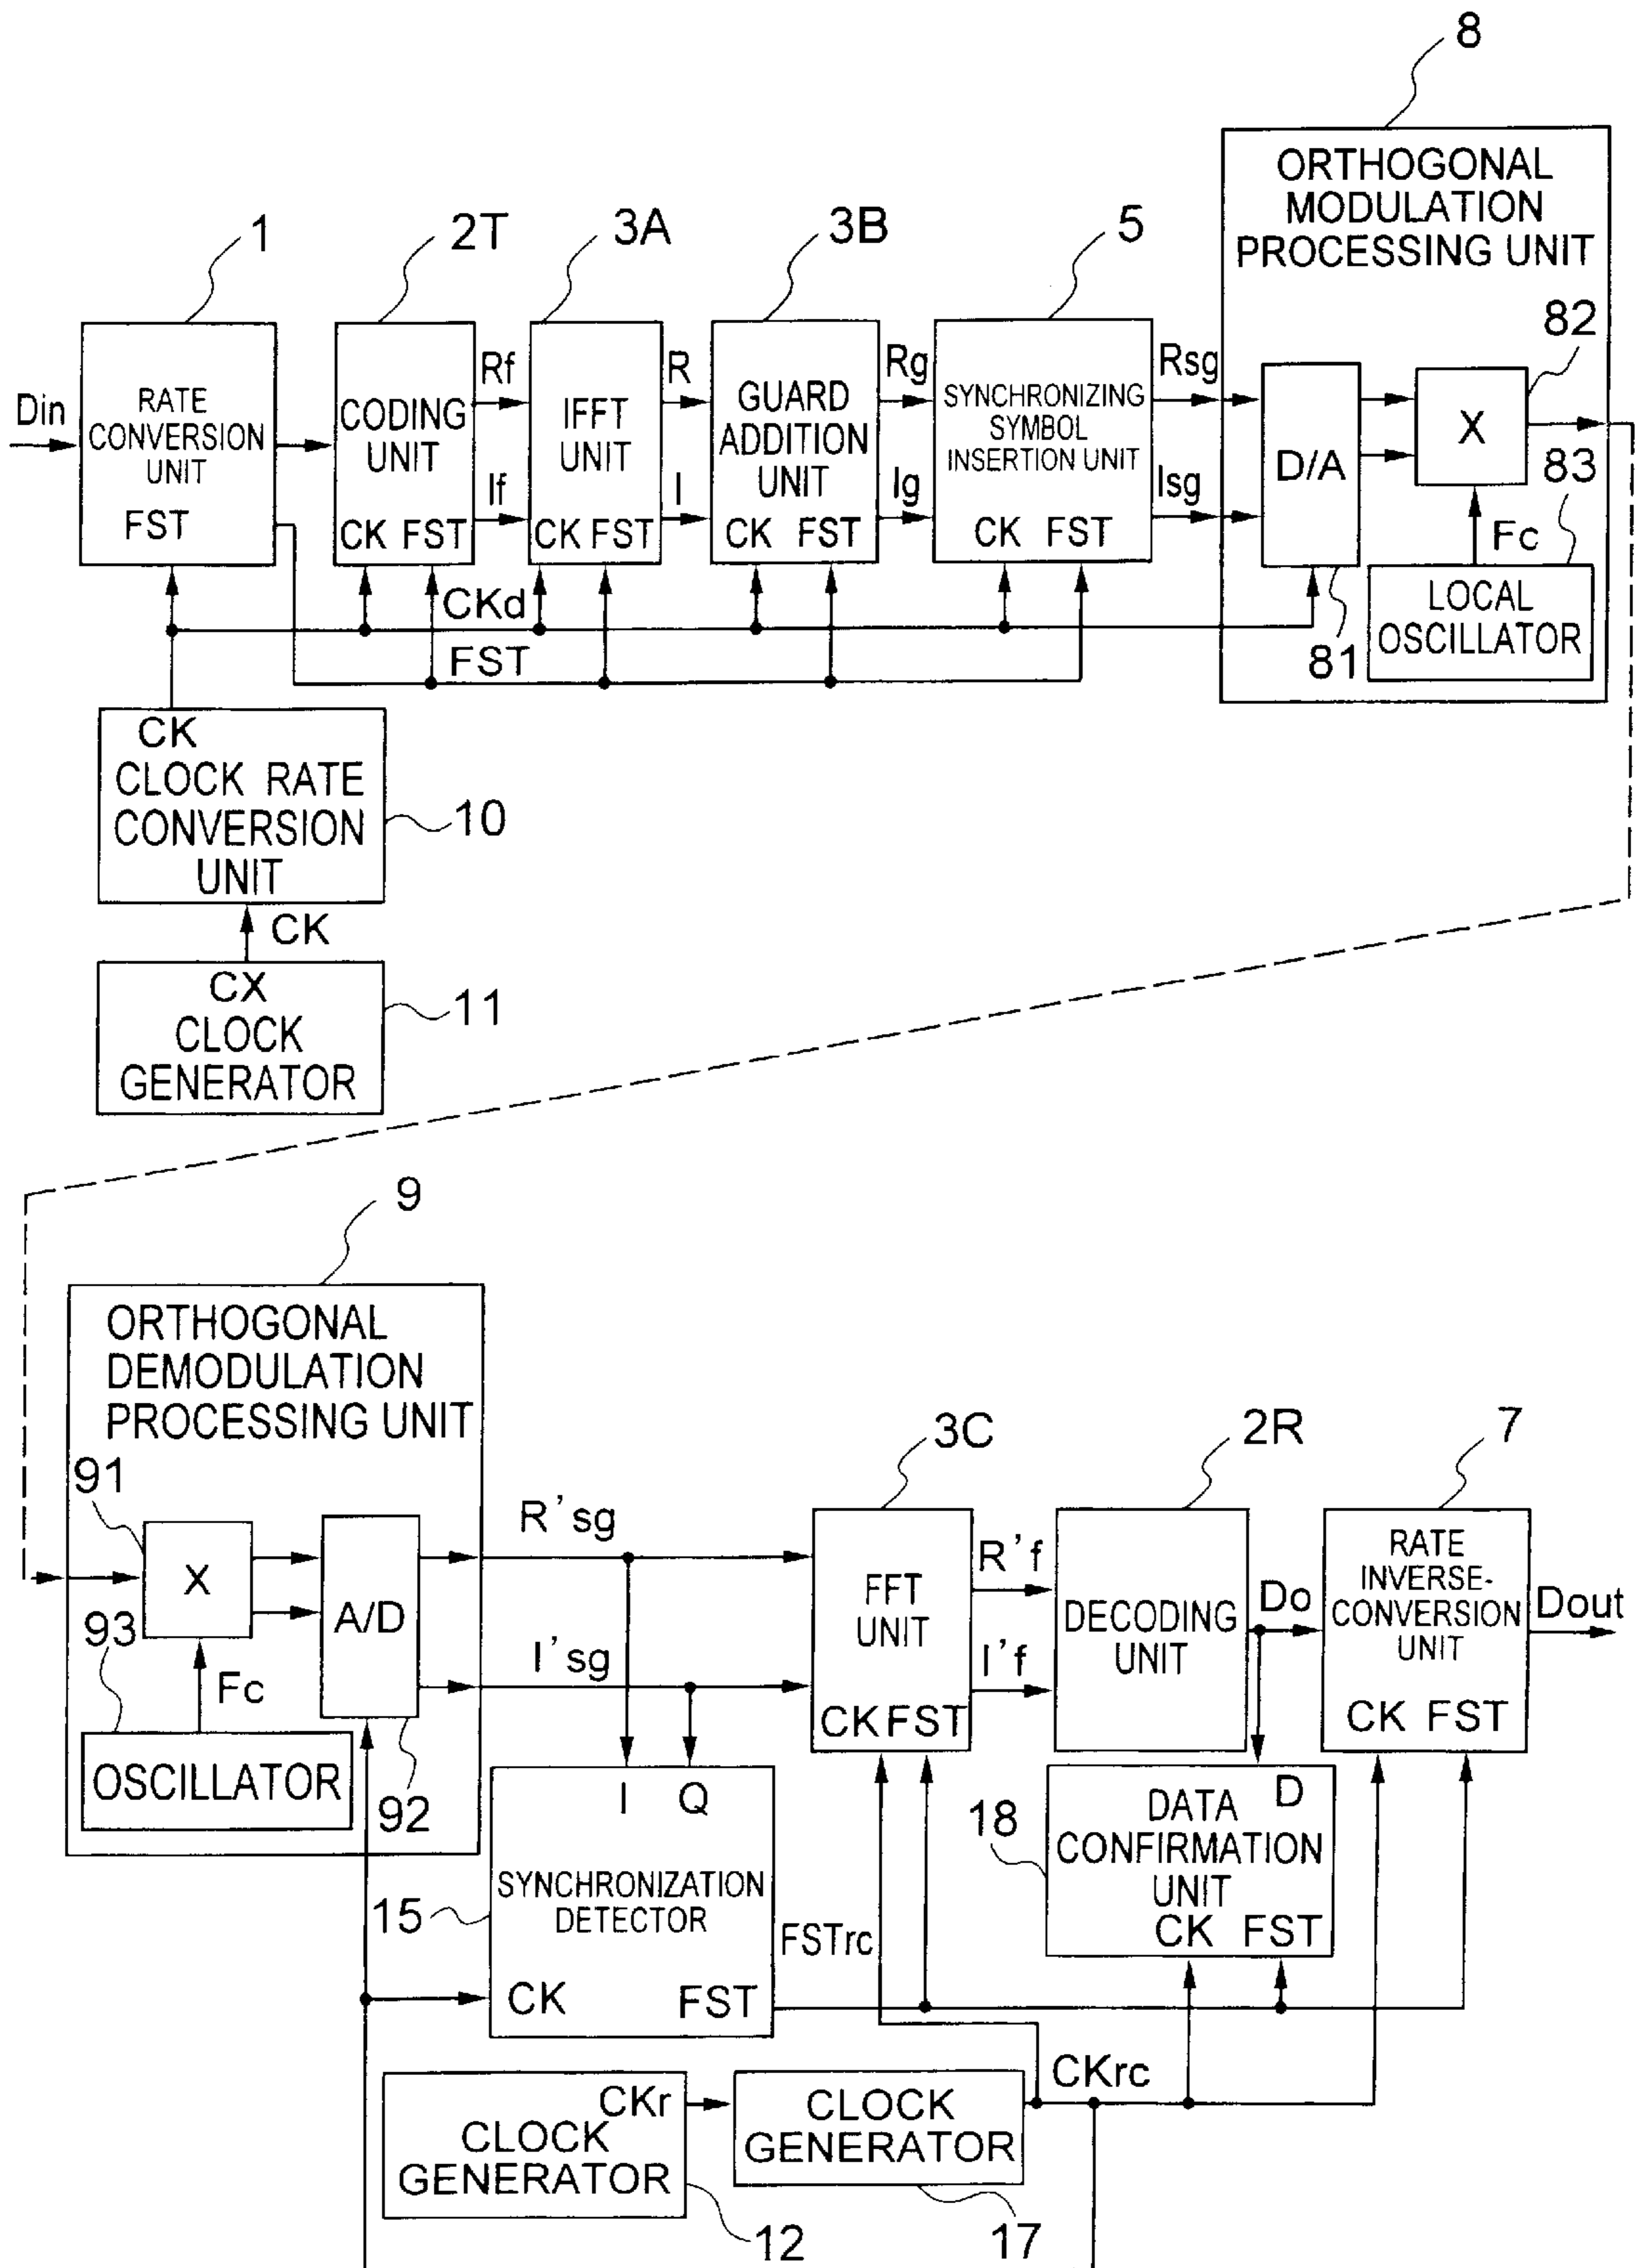 8
ORTHOGONAL
MODULATION
PROCESSING UNIT
1
2T
3A
3B
5
82
Din
RATE
CONVERSION
UNIT
FST
CODING
UNIT
CK FST
Rf
If
IFFT
UNIT
CK FST
R
I
GUARD
ADDITION
UNIT
CK FST
Rg
Ig
SYNCHRONIZING
SYMBOL
INSERTION UNIT
CK FST
Rsg
Isg
D/A
X
83
Fc
LOCAL
OSCILLATOR
81
CKd
FST
CK
CLOCK RATE
CONVERSION
UNIT
10
CK
CX
CLOCK
GENERATOR
11
9
ORTHOGONAL
DEMODULATION
PROCESSING UNIT
91
X
A/D
93
Fc
OSCILLATOR
92
R'sg
I'sg
3C
FFT
UNIT
CK FST
R'f
I'f
2R
DECODING
UNIT
Do
7
RATE
INVERSE-
CONVERSION
UNIT
CK FST
Dout
I Q
SYNCHRONIZATION
DETECTOR
CK FST
15
FSTrc
18
D
DATA
CONFIRMATION
UNIT
CK FST
CKr
CLOCK
GENERATOR
12
CLOCK
GENERATOR
17
CKrc